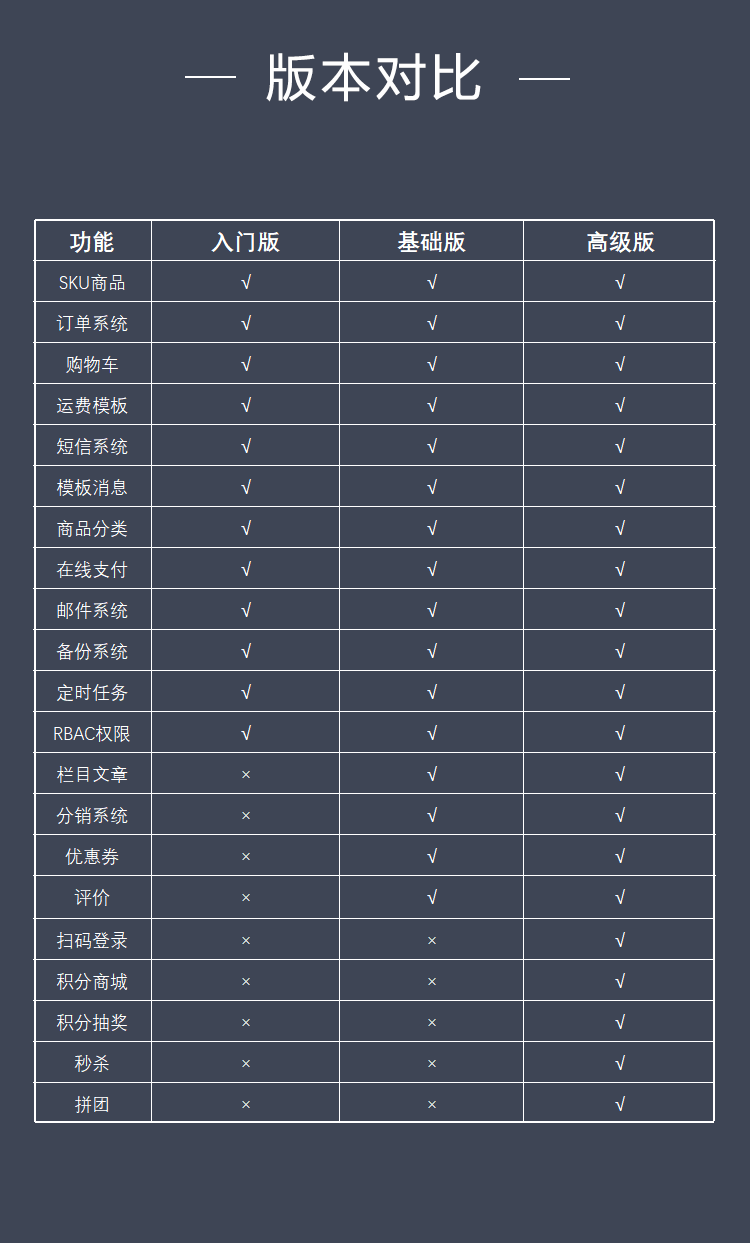 版本对比
功能 入门版 基础版 高级版
SKU商品 √ √ √
订单系统 √ √ √
购物车 √ √ √
运费模板 √ √ √
短信系统 √ √ √
模板消息 √ √ √
商品分类 √ √ √
在线支付 √ √ √
邮件系统 √ √ √
备份系统 √ √ √
定时任务 √ √ √
RBAC权限 √ √ √
栏目文章 × √ √
分销系统 × √ √
优惠券 × √ √
评价 × √ √
扫码登录 × × √
积分商城 × × √
积分抽奖 × × √
秒杀 × × √
拼团 × × √